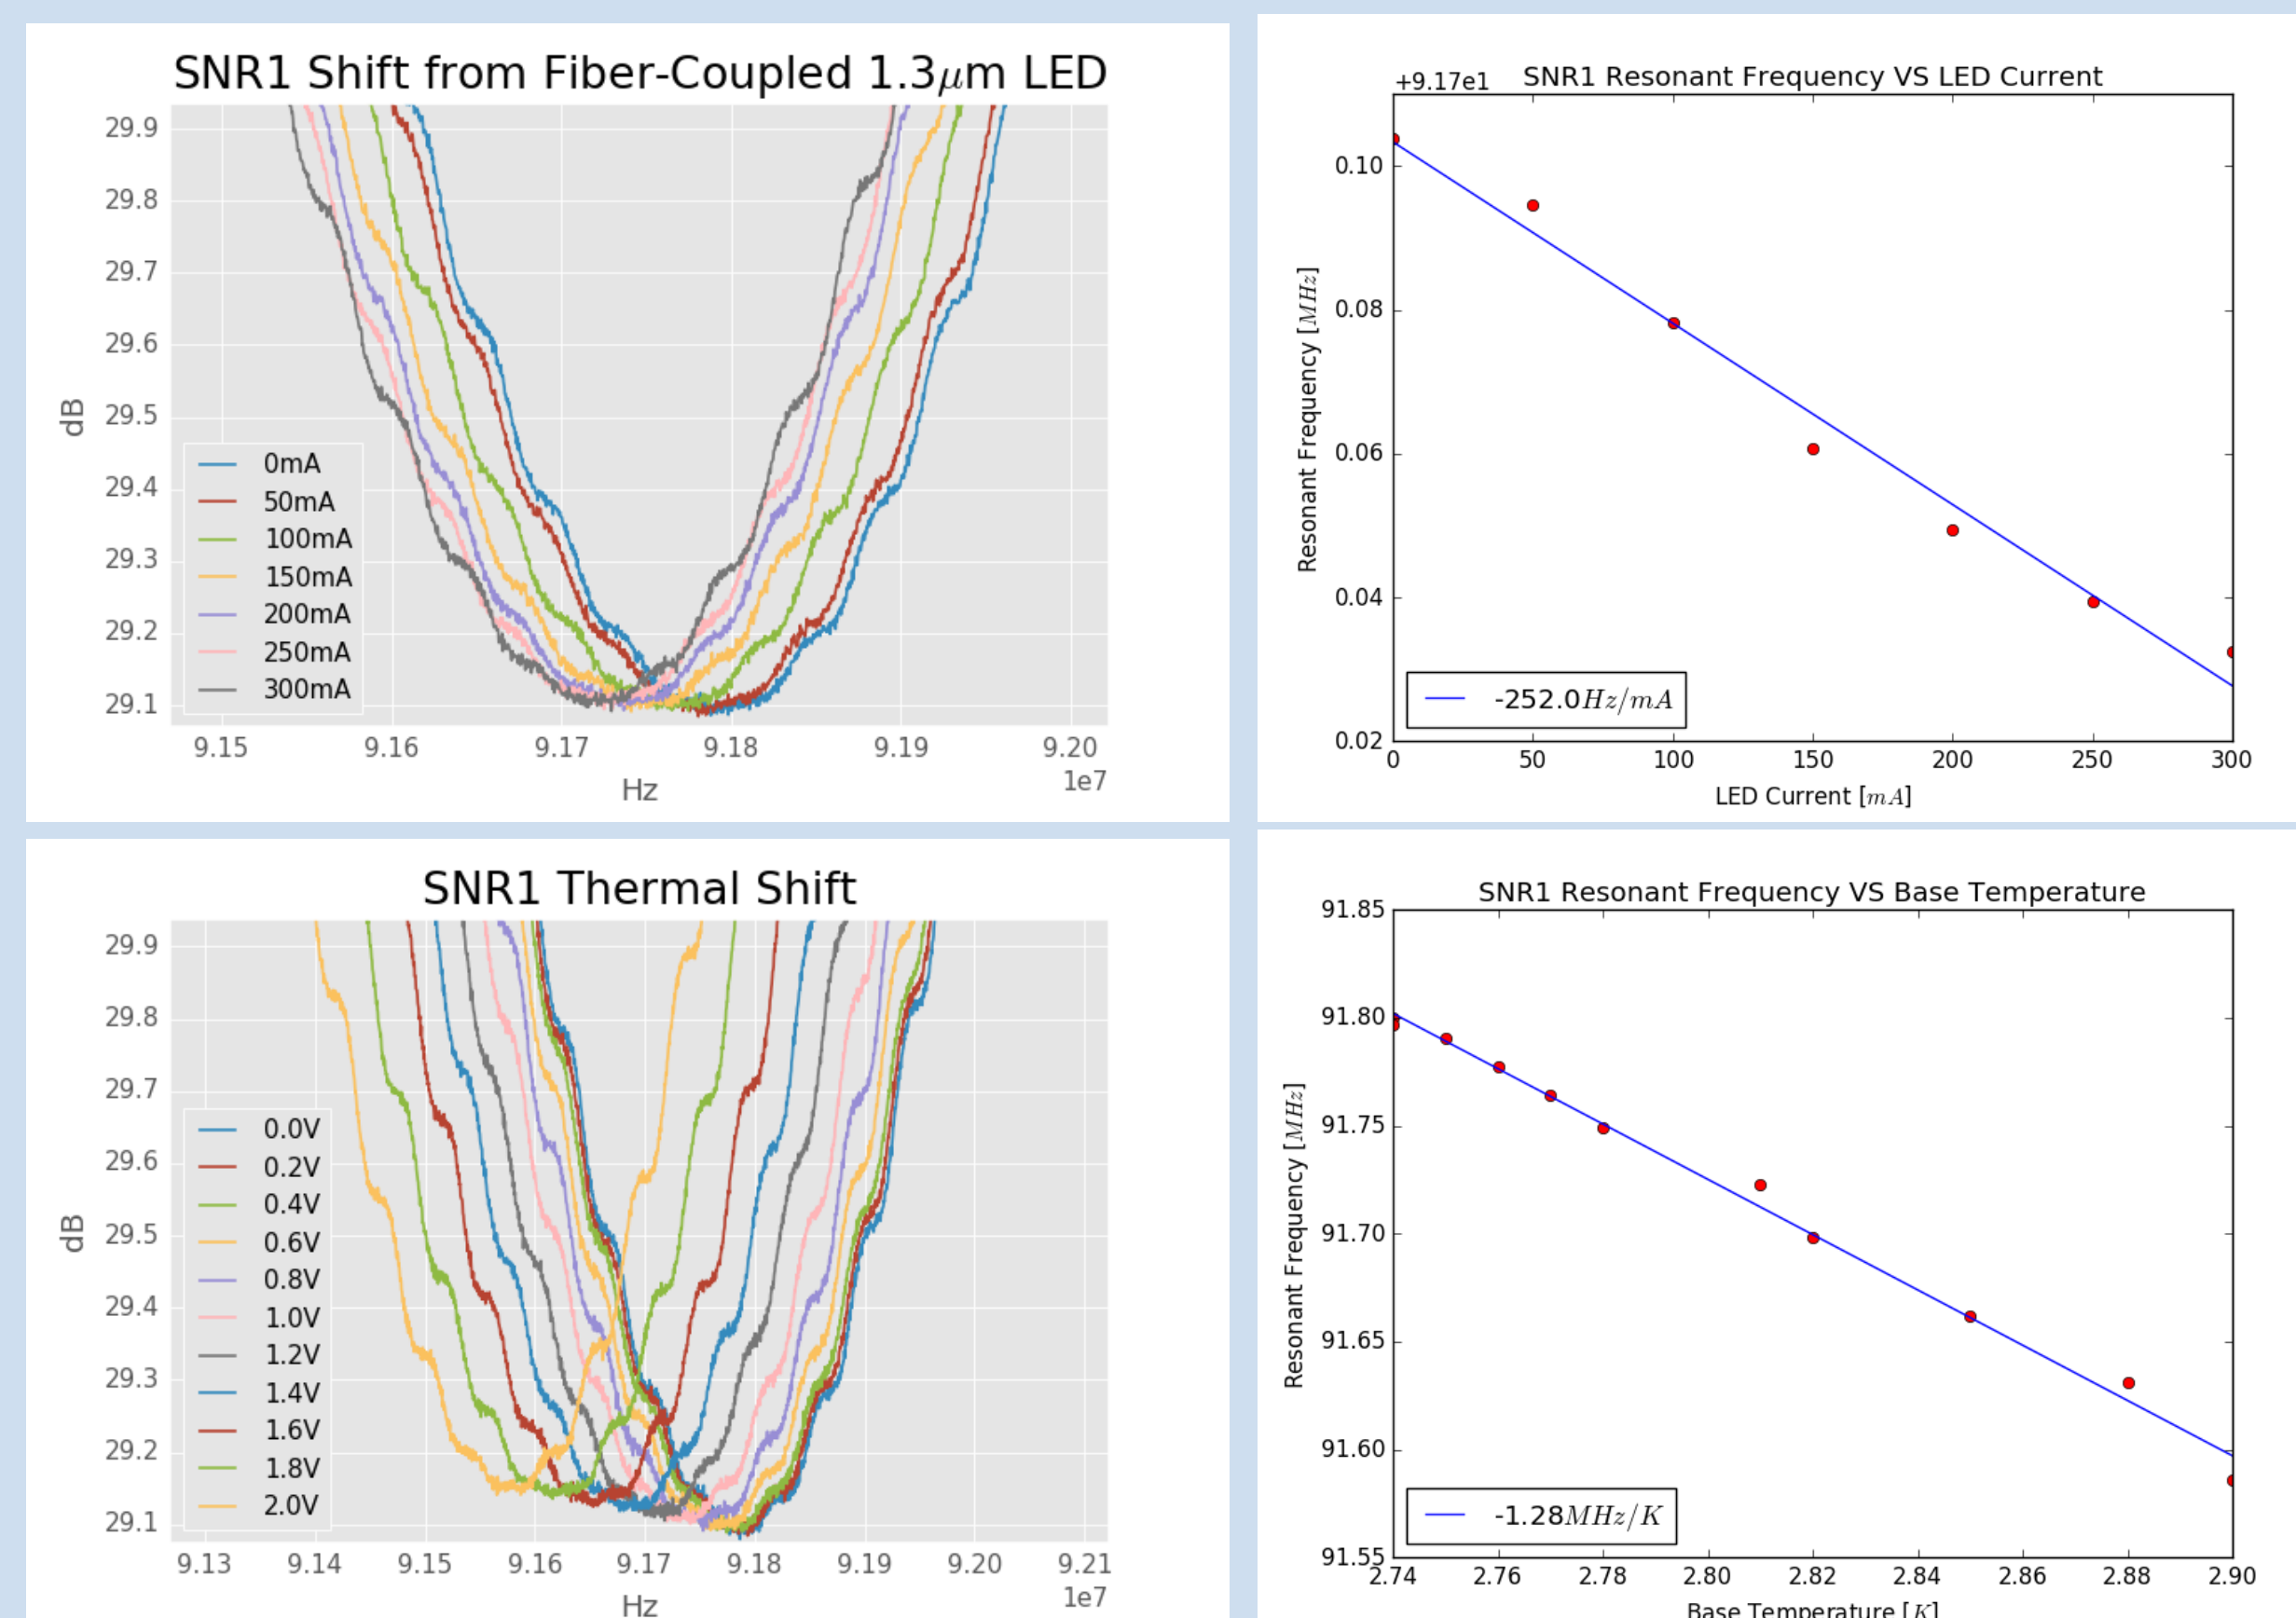 SNR1 Shift from Fiber-Coupled 1.3μm LED
29.9
29.8
29.7
29.6
29.5
29.4
29.3
29.2
29.1
dB
0mA
50mA
100mA
150mA
200mA
250mA
300mA
9.15 9.16 9.17 9.18 9.19 9.20
1e7
Hz
+9.17e1 SNR1 Resonant Frequency VS LED Current
0.10
0.08
0.06
0.04
0.02
Resonant Frequency [MHz]
-252.0Hz/mA
0 50 100 150 200 250 300
LED Current [mA]
SNR1 Thermal Shift
29.9
29.8
29.7
29.6
29.5
29.4
29.3
29.2
29.1
dB
0.0V
0.2V
0.4V
0.6V
0.8V
1.0V
1.2V
1.4V
1.6V
1.8V
2.0V
9.13 9.14 9.15 9.16 9.17 9.18 9.19 9.20 9.21
1e7
Hz
SNR1 Resonant Frequency VS Base Temperature
91.85
91.80
91.75
91.70
91.65
91.60
91.55
Resonant Frequency [MHz]
-1.28MHz/K
2.74 2.76 2.78 2.80 2.82 2.84 2.86 2.88 2.90
Base Temperature [K]